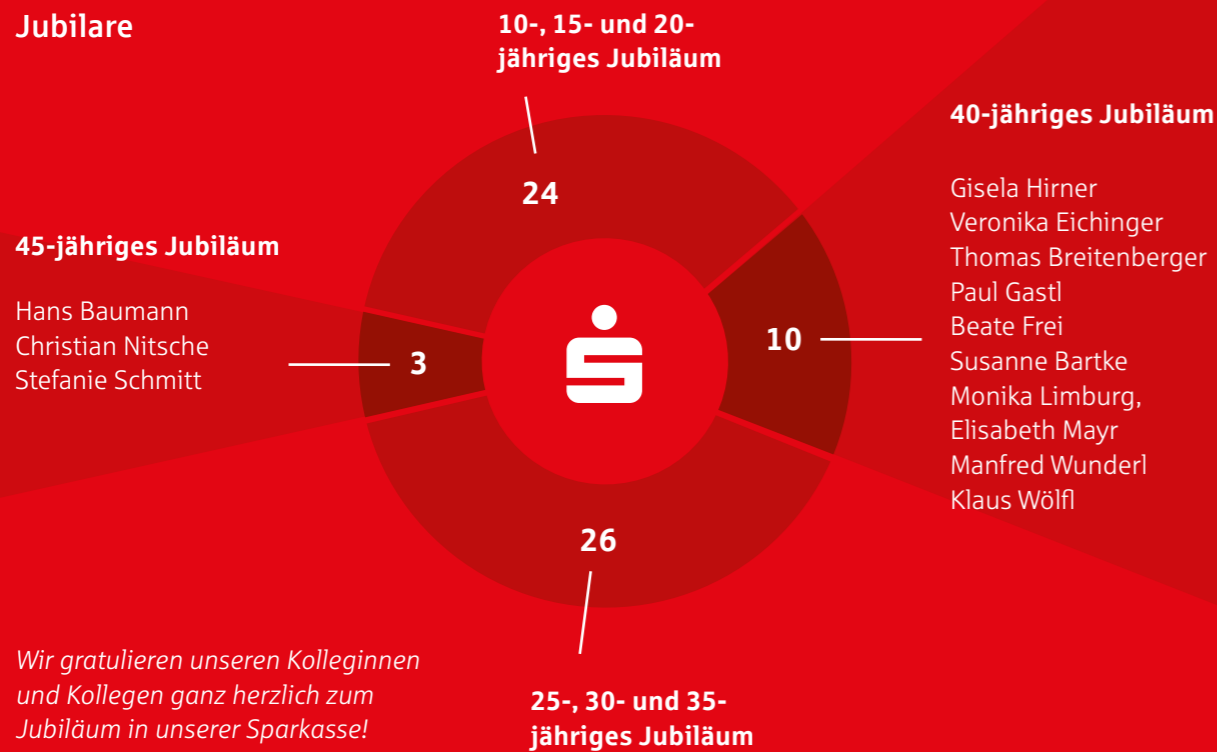 Jubilare
10-, 15- und 20-
jähriges Jubiläum
24
40-jähriges Jubiläum
Gisela Hirner
Veronika Eichinger
Thomas Breitenberger
Paul Gastl
Beate Frei
Susanne Bartke
Monika Limburg,
Elisabeth Mayr
Manfred Wunderl
Klaus Wölfl
10
45-jähriges Jubiläum
Hans Baumann
Christian Nitsche
Stefanie Schmitt
3
26
25-, 30- und 35-
jähriges Jubiläum
Wir gratulieren unseren Kolleginnen
und Kollegen ganz herzlich zum
Jubiläum in unserer Sparkasse!